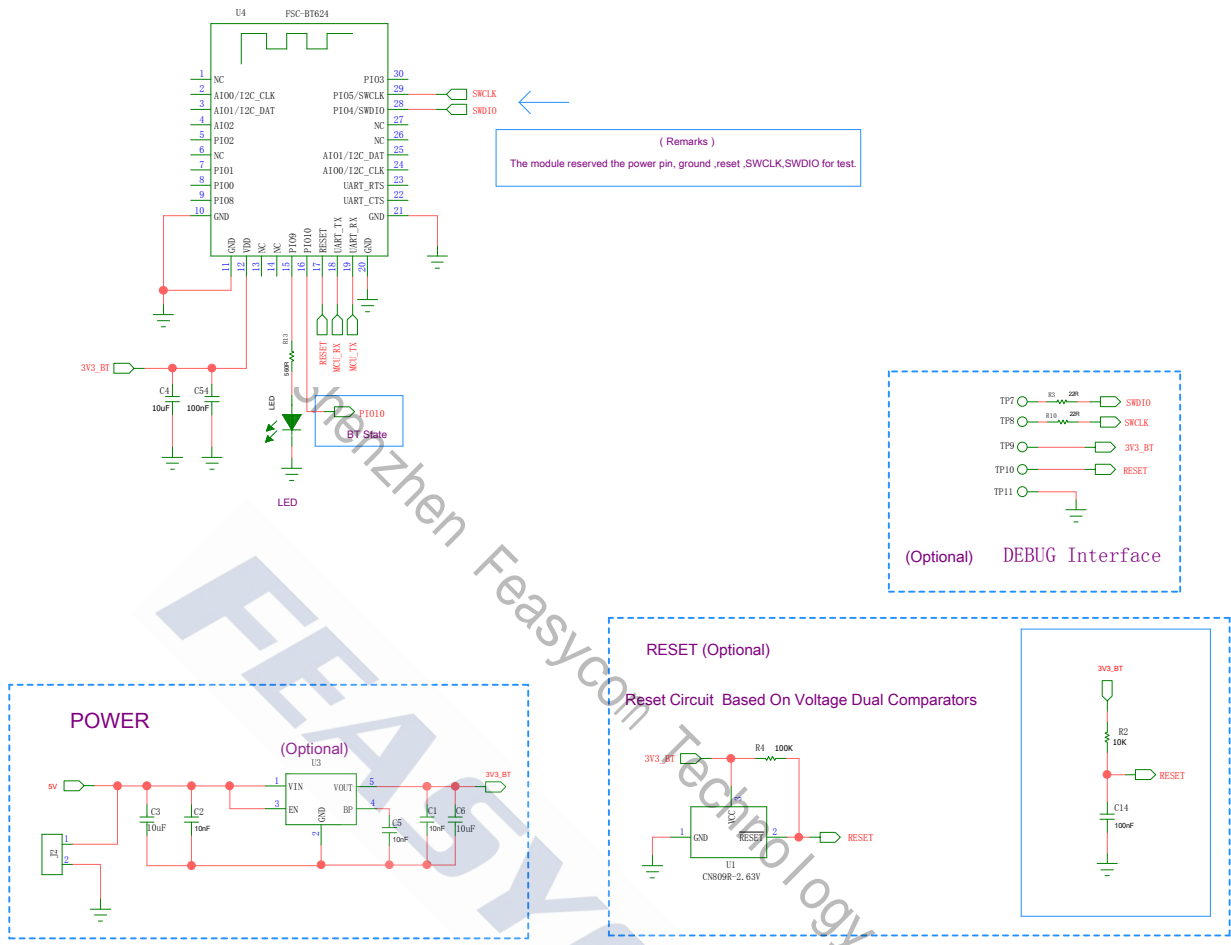 U4 FSC-BT624
1 NC
2 AIO0/I2C_CLK
3 AIO1/I2C_DAT
4 AIO2
5 PIO2
6 NC
7 PIO1
8 PIO0
9 PIO8
10 GND
PIO3 30
PIO5/SWCLK 29 SWCLK
PIO4/SWDIO 28 SWDIO
NC 27
NC 26
AIO1/I2C_DAT 25
AIO0/I2C_CLK 24
UART_RTS 23
UART_CTS 22
GND 21
GND 11
VDD 12
NC 13
NC 14
PIO9 15
PIO10 16
RESET 17
UART_TX 18
UART_RX 19
GND 20
( Remarks )
The module reserved the power pin, ground ,reset ,SWCLK,SWDIO for test.
RESET
MCU_RX
MCU_TX
R13
560R
3V3_BT
C4
10uF
C54
100nF
LED
PIO10
BT State
LED
TP7 R3 22R SWDIO
TP8 R10 22R SWCLK
TP9 3V3_BT
TP10 RESET
TP11
(Optional) DEBUG Interface
Shenzhen Feasycom Technology
FEASYC
POWER
(Optional)
U3
5V
1 VIN
3 EN
GND 2
VOUT 5
BP 4
3V3_BT
J2
1
2
C3
10uF
C2
10nF
C5
10nF
C1
10nF
C6
10uF
RESET (Optional)
Reset Circuit Based On Voltage Dual Comparators
3V3_BT
R4 100K
VCC 3
1 GND
RESET 2
RESET
U1
CN809R-2.63V
3V3_BT
R2
10K
RESET
C14
100nF